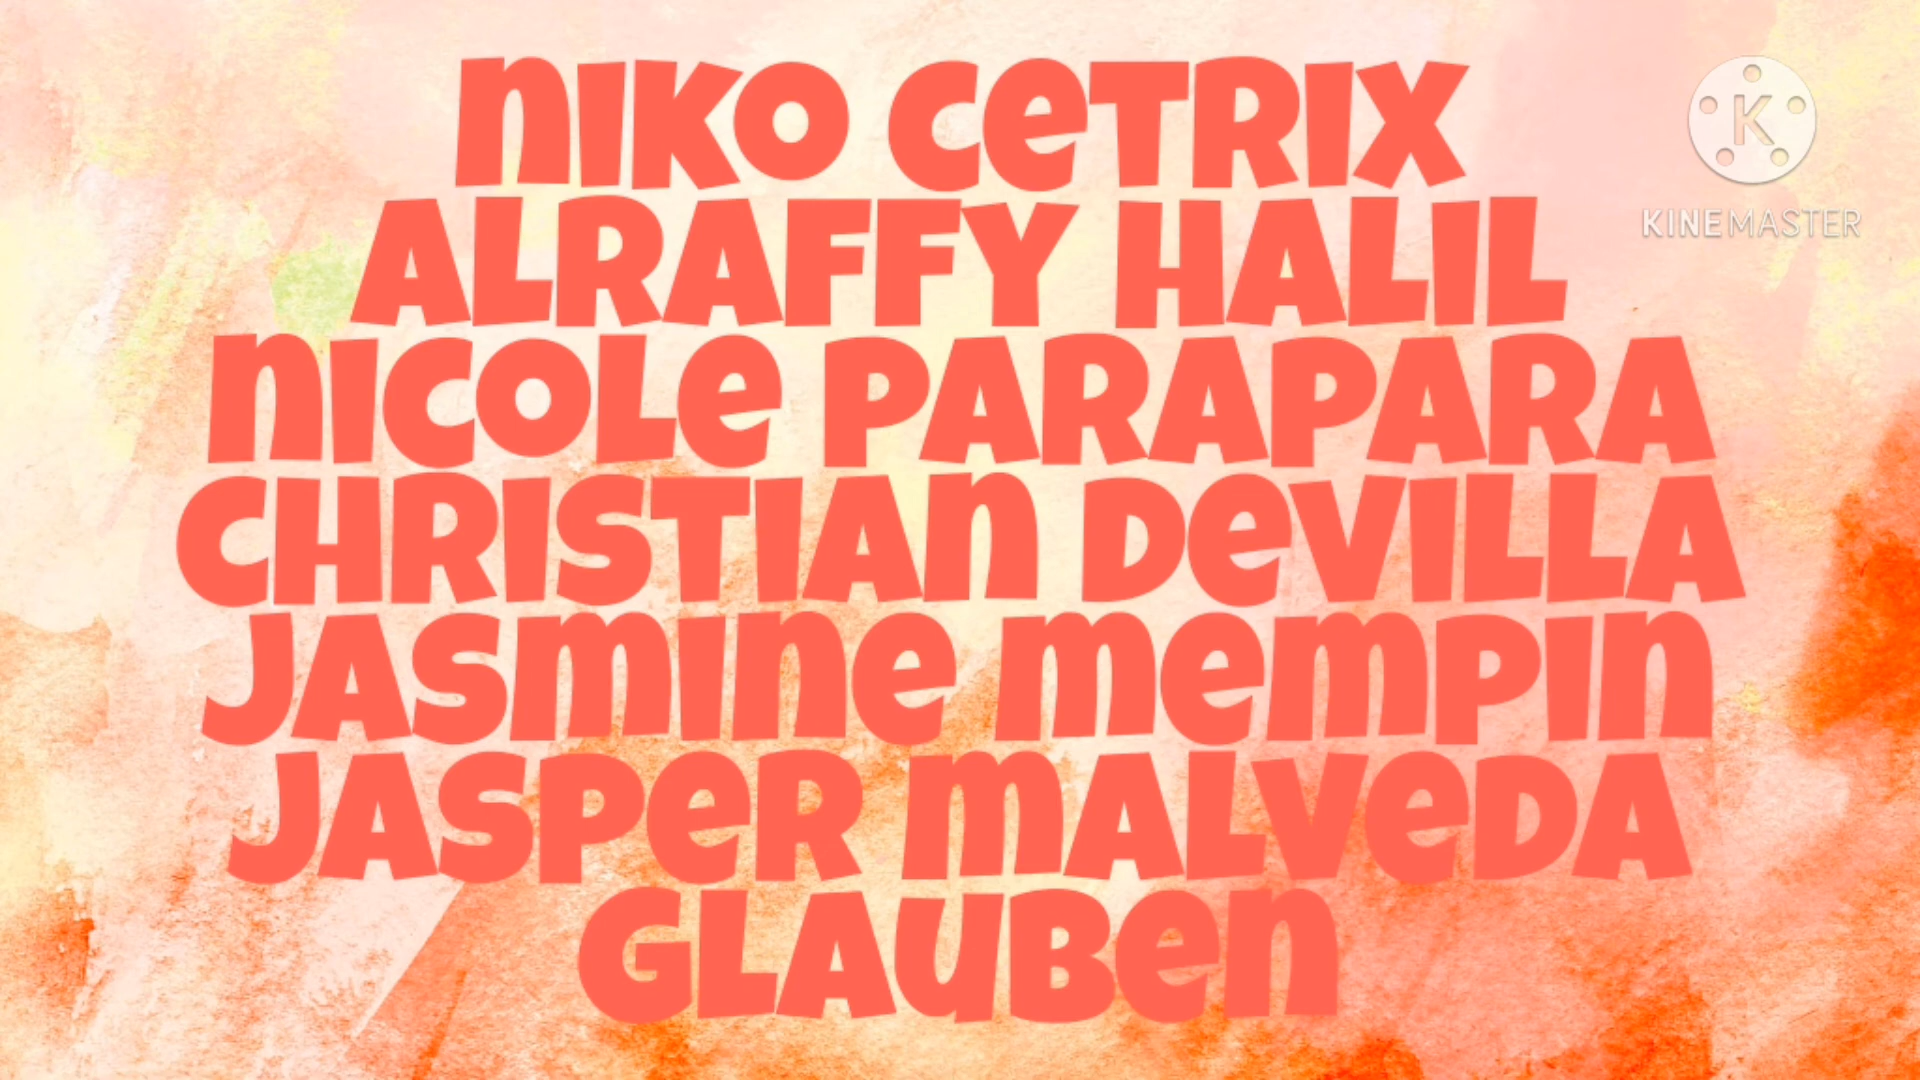 NIKO CETRIX
ALRAFFY HALIL
NICOLE PARAPARA
CHRISTIAN DEVILLA
JASMINE MEMPIN
JASPER MALVEDA
GLAUBEN
K
KINEMASTER